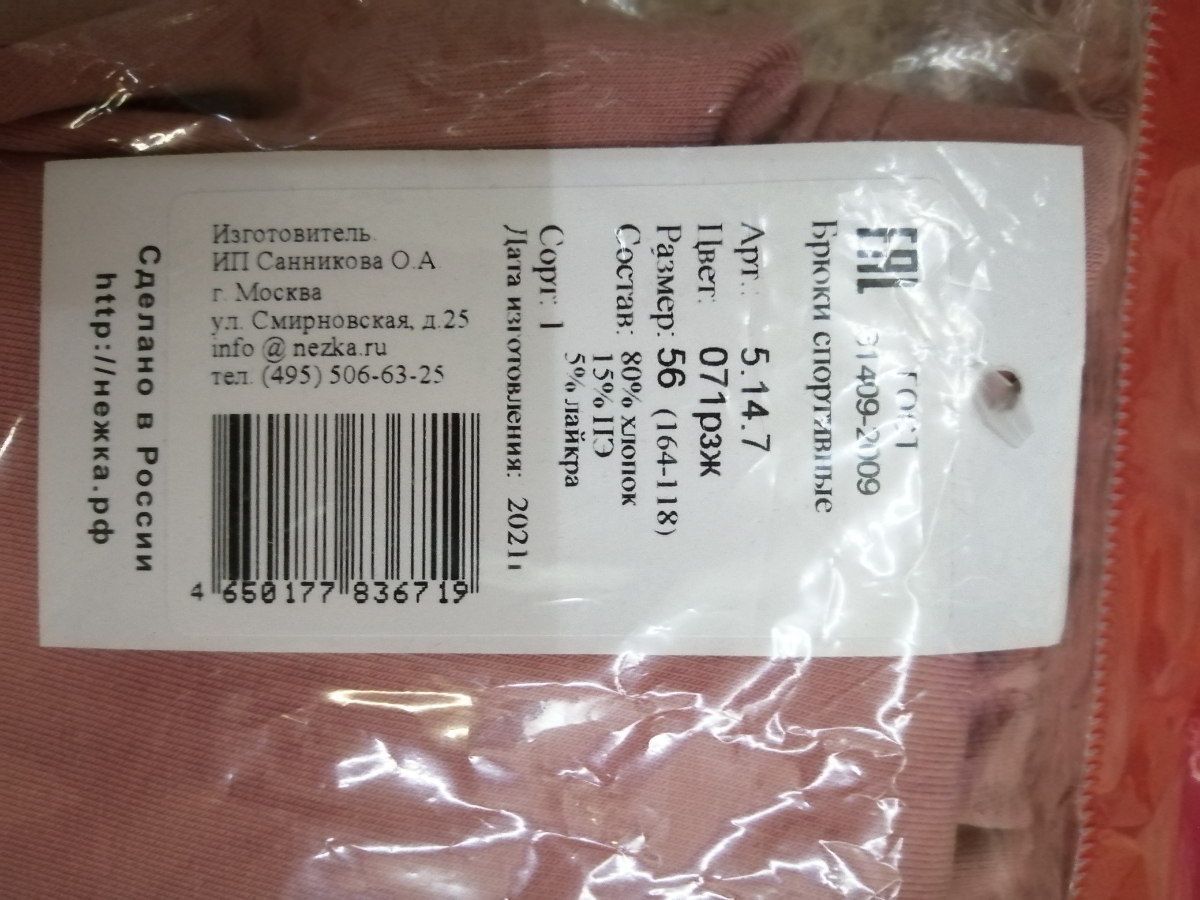 ЕАС
ГОСТ
31409-2009
Брюки спортивные
Арт.: 5.14.7
Цвет: 071рзж
Размер: 56 (164-118)
Состав: 80% хлопок
15% ПЭ
5% лайкра
Сорт: 1
Дата изготовления: 2021г
Изготовитель:
ИП Санникова О.А
г. Москва
ул. Смирновская, д.25
info @ nezka.ru
тел. (495) 506-63-25
4 650177 836719
Сделано в России
http://нежка.рф